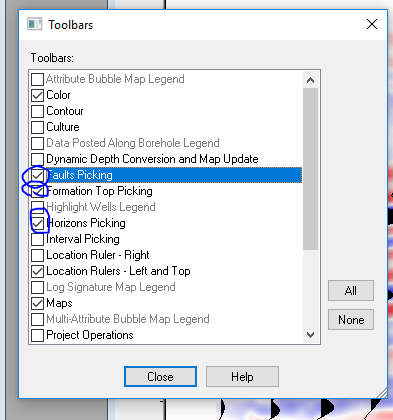 Toolbars
Toolbars:
Attribute Bubble Map Legend
Color
Contour
Culture
Data Posted Along Borehole Legend
Dynamic Depth Conversion and Map Update
Faults Picking
Formation Top Picking
Highlight Wells Legend
Horizons Picking
Interval Picking
Location Ruler - Right
Location Rulers - Left and Top
Log Signature Map Legend
Maps
Multi-Attribute Bubble Map Legend
Project Operations
All
None
Close
Help